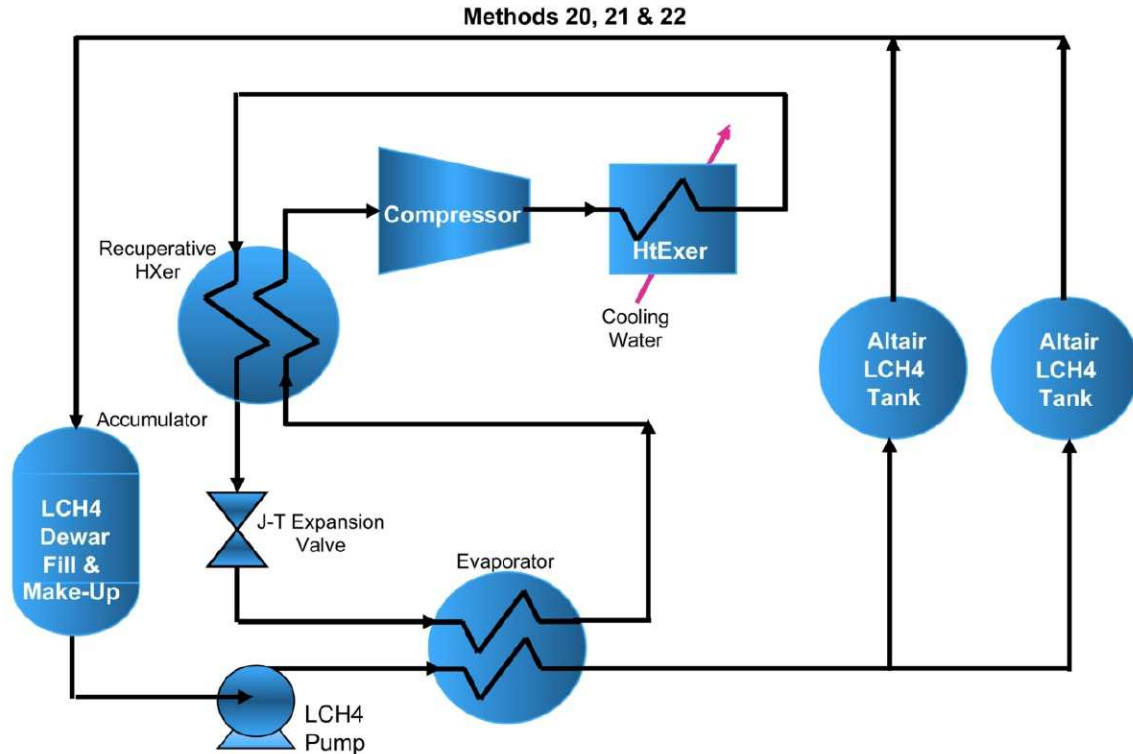 Methods 20, 21 & 22
Compressor
HtExer
Recuperative
HXer
Cooling
Water
Altair
LCH4
Tank
Altair
LCH4
Tank
Accumulator
LCH4
Dewar
Fill &
Make-Up
J-T Expansion
Valve
Evaporator
LCH4
Pump